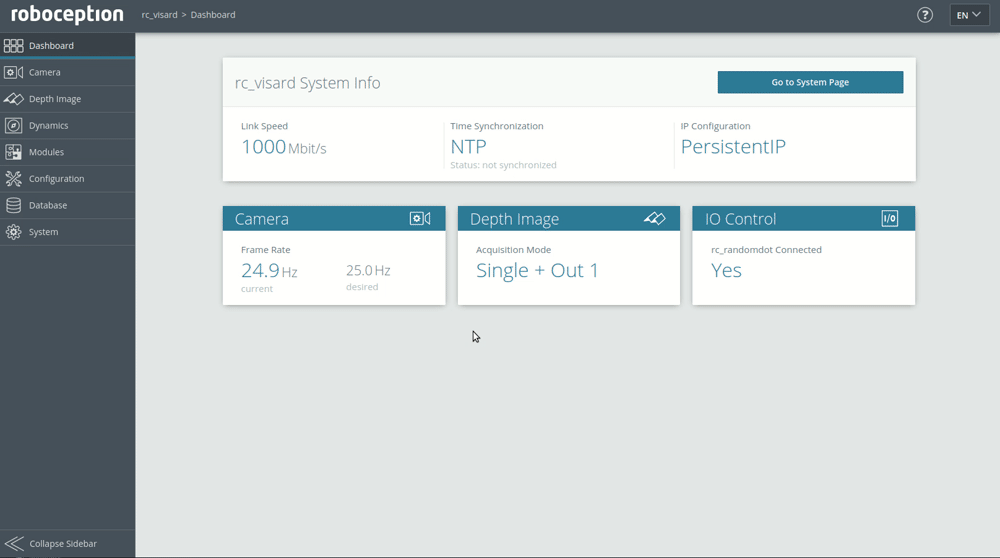 roboception
rc_visard > Dashboard
?
EN
Dashboard
Camera
Depth Image
Dynamics
Modules
Configuration
Database
System
Collapse Sidebar
rc_visard System Info
Go to System Page
Link Speed
1000 Mbit/s
Time Synchronization
NTP
Status: not synchronized
IP Configuration
PersistentIP
Camera
Frame Rate
24.9 Hz
current
25.0 Hz
desired
Depth Image
Acquisition Mode
Single + Out 1
IO Control
I/O
rc_randomdot Connected
Yes